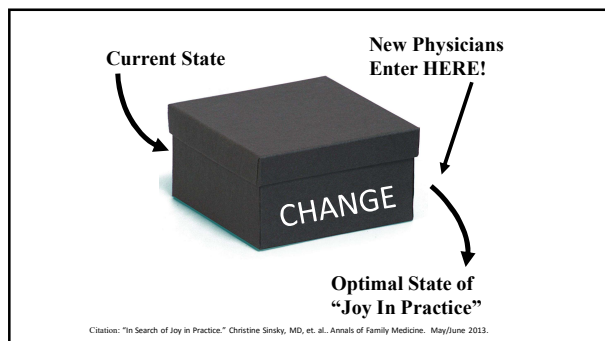 Current State
New Physicians
Enter HERE!
CHANGE
Optimal State of
“Joy In Practice”
Citation: “In Search of Joy in Practice.” Christine Sinsky, MD, et. al.. Annals of Family Medicine. May/June 2013.